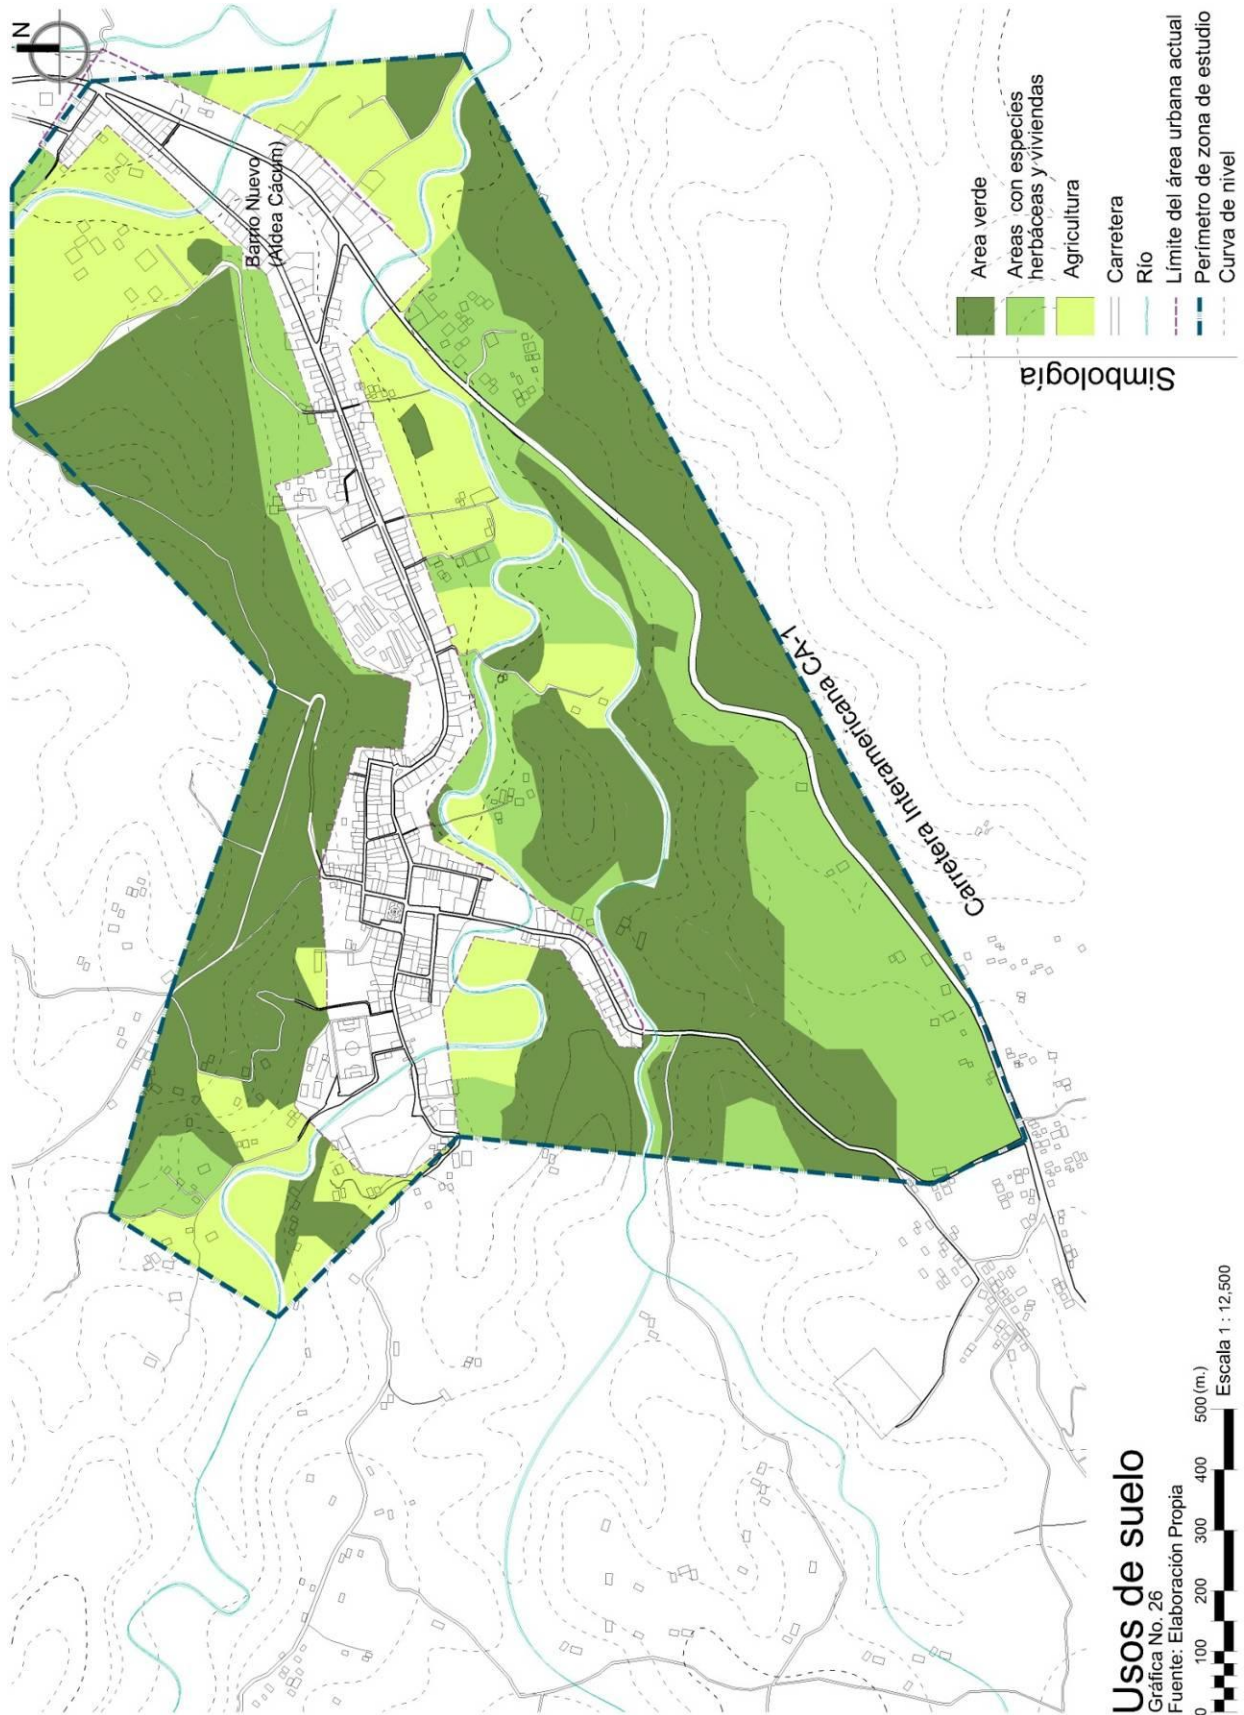 N
Barrio Nuevo
(Aldea Cácum)
Carretera Interamericana CA-1
Simbología
Area verde
Areas con especies
herbáceas y viviendas
Agricultura
Carretera
Río
Límite del área urbana actual
Perímetro de zona de estudio
Curva de nivel
Usos de suelo
Gráfica No. 26
Fuente: Elaboración Propia
0 100 200 300 400 500 (m.)
Escala 1 : 12,500